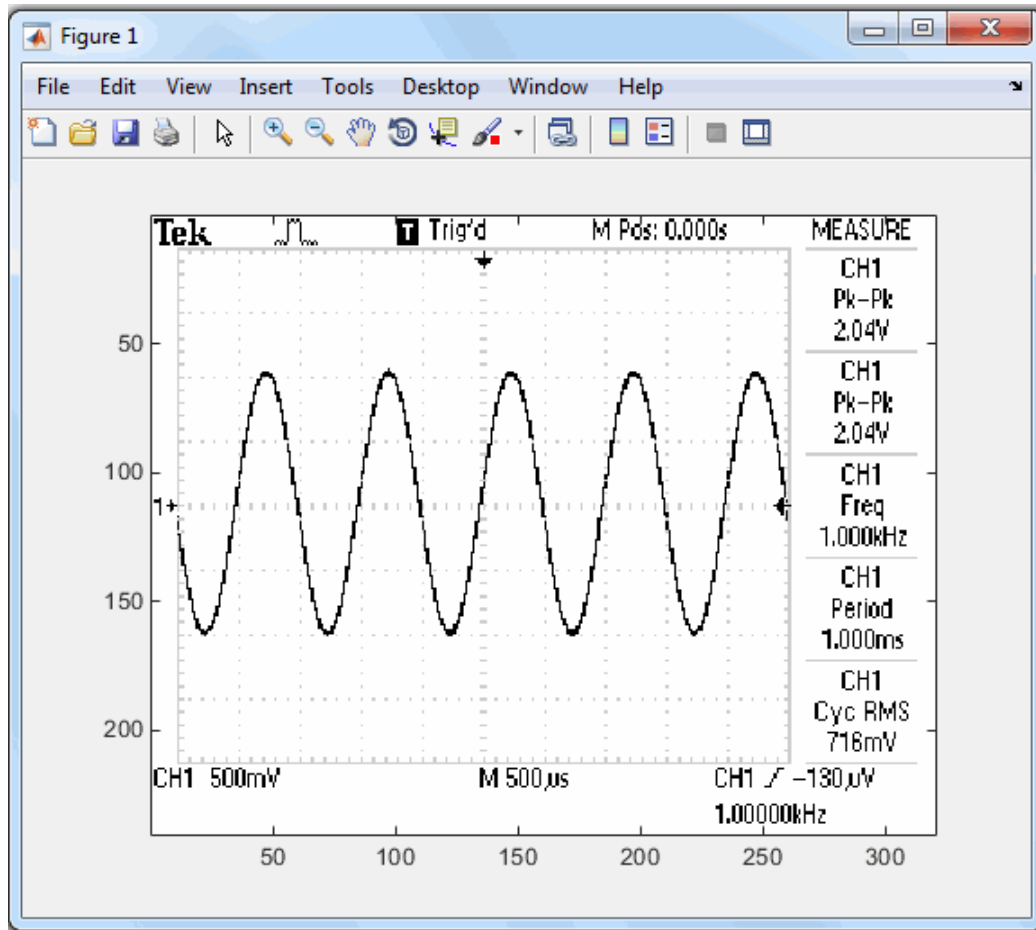 Figure 1
File Edit View Insert Tools Desktop Window Help
Tek T Trig'd M Pos: 0.000s MEASURE
CH1
Pk-Pk
2.04V
CH1
Pk-Pk
2.04V
CH1
Freq
1.000kHz
CH1
Period
1.000ms
CH1
Cyc RMS
716mV
50
100
1
150
200
CH1 500mV M 500µs CH1 -130µV
1.00000kHz
50 100 150 200 250 300